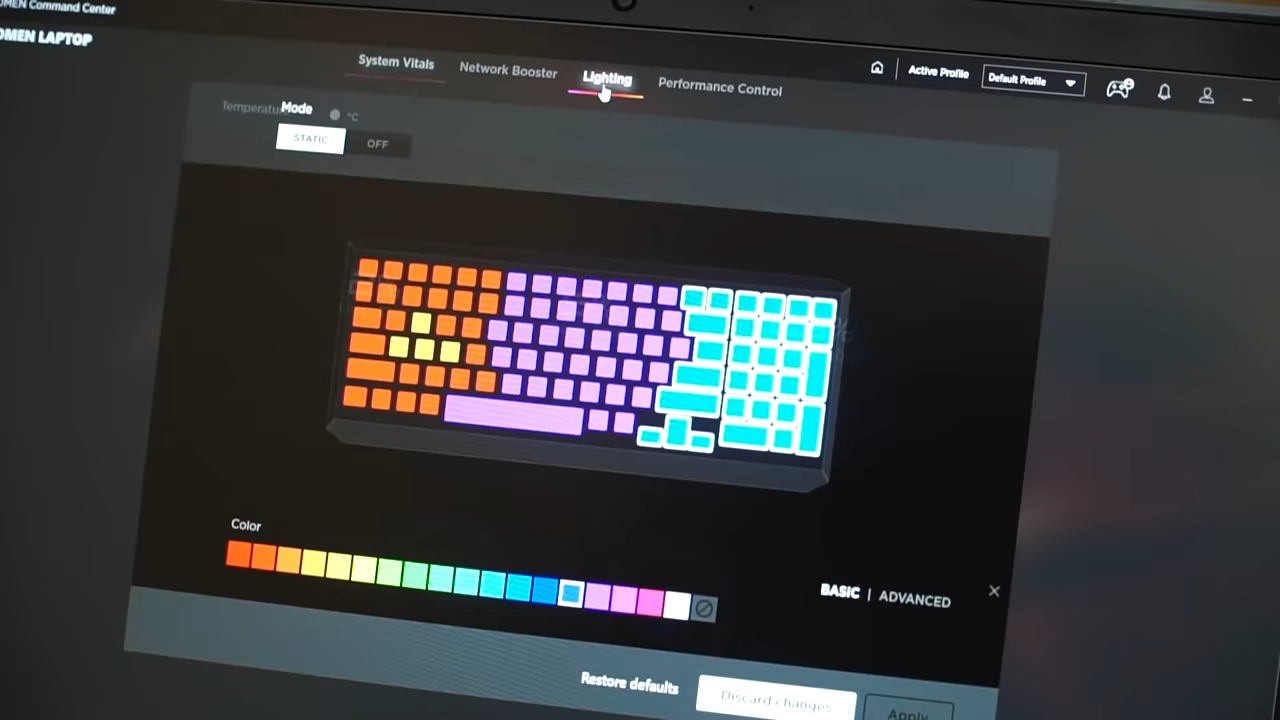 OMEN Command Center
OMEN LAPTOP
System Vitals
Network Booster
Lighting
Performance Control
Active Profile
Default Profile
Temperatu
Mode
°C
STATIC
OFF
Color
BASIC | ADVANCED
Restore defaults
Discard changes
Apply